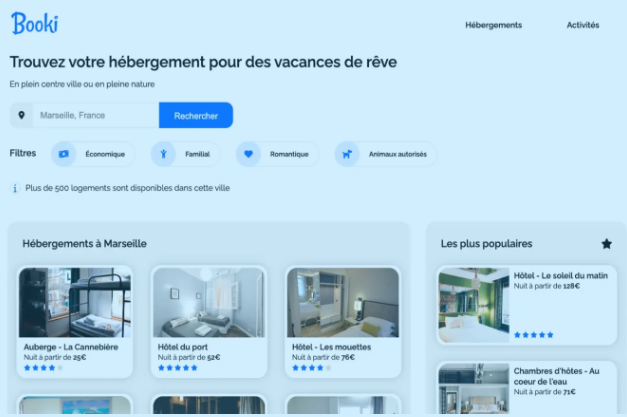 Booki
Hébergements
Activités
Trouvez votre hébergement pour des vacances de rêve
En plein centre ville ou en pleine nature
Marseille, France
Rechercher
Filtres
Économique
Familial
Romantique
Animaux autorisés
Plus de 500 logements sont disponibles dans cette ville
Hébergements à Marseille
Auberge - La Cannebière
Nuit à partir de 25€
Hôtel du port
Nuit à partir de 52€
Hôtel - Les mouettes
Nuit à partir de 76€
Les plus populaires
Hôtel - Le soleil du matin
Nuit à partir de 128€
Chambres d'hôtes - Au
coeur de l'eau
Nuit à partir de 71€